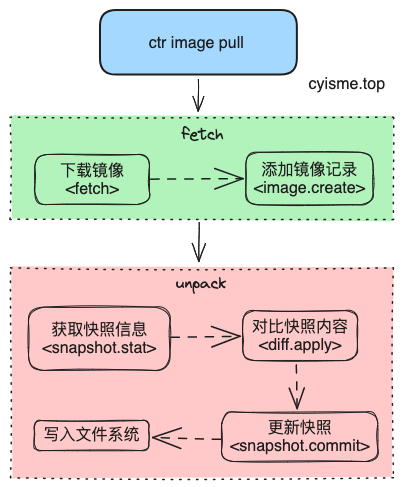 ctr image pull
cyisme.top
fetch
下载镜像
<fetch>
添加镜像记录
<image.create>
unpack
获取快照信息
<snapshot.stat>
对比快照内容
<diff.apply>
更新快照
<snapshot.commit>
写入文件系统